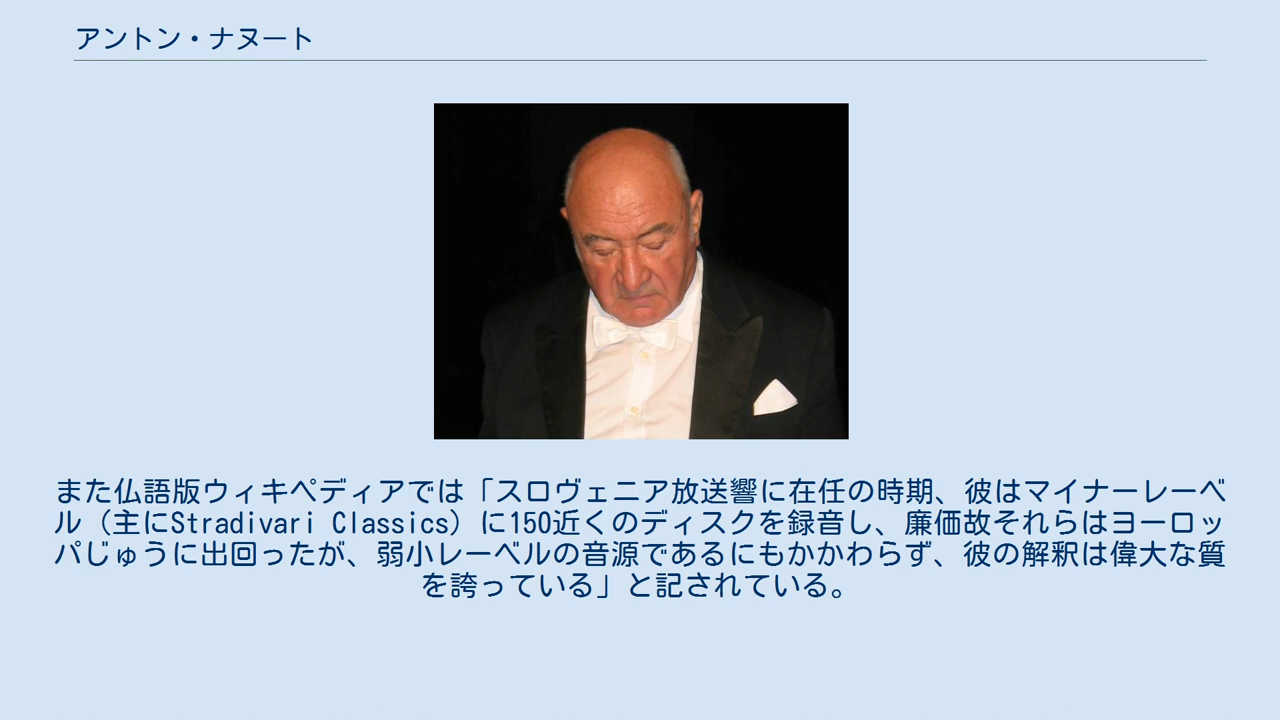 アントン・ナヌート
また仏語版ウィキペディアでは「スロヴェニア放送響に在任の時期、彼はマイナーレーベ
ル（主にStradivari Classics）に150近くのディスクを録音し、廉価故それらはヨーロッ
パじゅうに出回ったが、弱小レーベルの音源であるにもかかわらず、彼の解釈は偉大な質
を誇っている」と記されている。